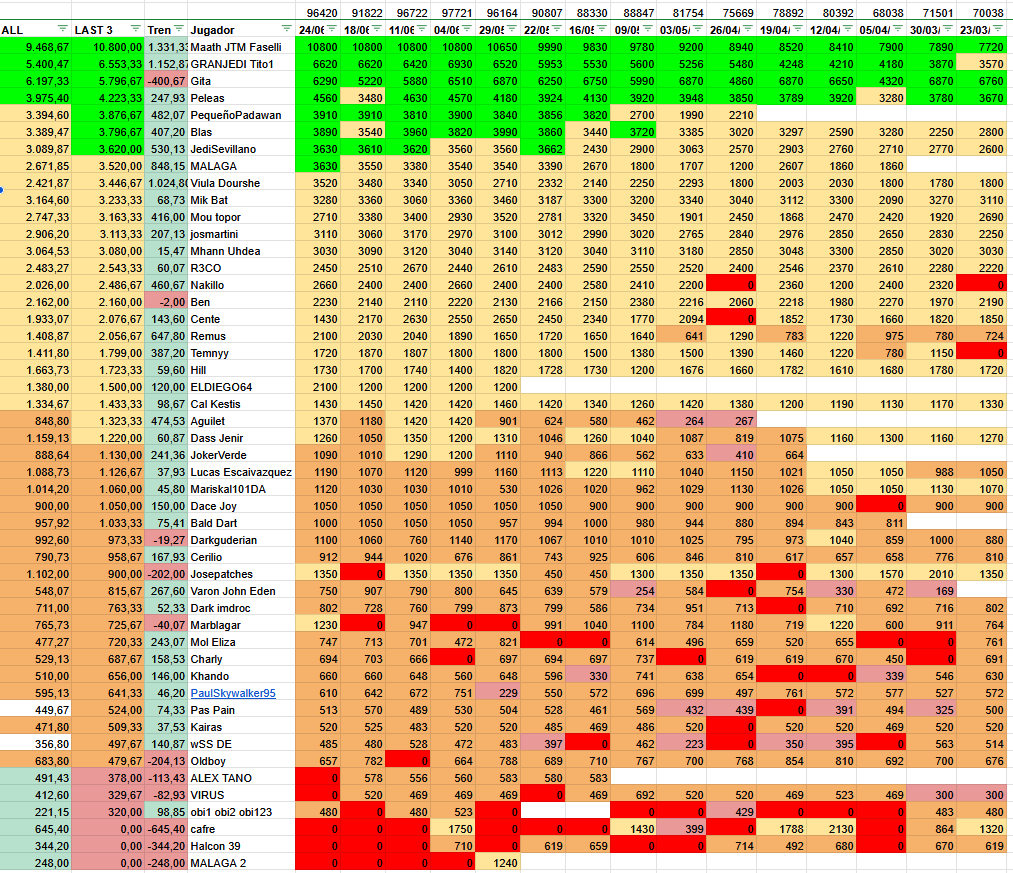 96420 91822 96722 97721 96164 90807 88330 88847 81754 75669 78892 80392 68038 71501 70038
ALL LAST 3 Tren Jugador 24/06 18/06 11/06 04/06 29/05 22/05 16/05 09/05 03/05/ 26/04/ 19/04/ 12/04/ 05/04/ 30/03/ 23/03/
9.468,67 10.800,00 1.331,33 Maath JTM Faselli 10800 10800 10800 10800 10650 9990 9830 9780 9200 8940 8520 8410 7900 7890 7720
5.400,47 6.553,33 1.152,87 GRANJEDI Tito1 6620 6620 6420 6930 6520 5953 5530 5600 5256 5480 4248 4210 4180 3870 3570
6.197,33 5.796,67 -400,67 Gita 6290 5220 5880 6510 6870 6250 6750 5990 6870 4860 6870 6650 4320 6870 6760
3.975,40 4.223,33 247,93 Peleas 4560 3480 4630 4570 4180 3924 4130 3920 3948 3850 3789 3920 3280 3780 3670
3.394,60 3.876,67 482,07 PequeñoPadawan 3910 3910 3810 3900 3840 3856 3820 2700 1990 2210
3.389,47 3.796,67 407,20 Blas 3890 3540 3960 3820 3990 3860 3440 3720 3385 3020 3297 2590 3280 2250 2800
3.089,87 3.620,00 530,13 JediSevillano 3630 3610 3620 3560 3560 3662 2430 2900 3063 2570 2903 2760 2710 2770 2600
2.671,85 3.520,00 848,15 MALAGA 3630 3550 3380 3540 3540 3390 2670 1800 1707 1200 2607 1860 1860
2.421,87 3.446,67 1.024,80 Viula Dourshe 3520 3480 3340 3050 2710 2332 2140 2250 2293 1800 2003 2030 1800 1780 1800
3.164,60 3.233,33 68,73 Mik Bat 3280 3360 3060 3360 3460 3187 3300 3200 3340 3040 3112 3300 2090 3270 3110
2.747,33 3.163,33 416,00 Mou topor 2710 3380 3400 2930 3520 2781 3320 3450 1901 2450 1868 2470 2420 1920 2690
2.906,20 3.113,33 207,13 josmartini 3110 3060 3170 2970 3100 3012 2990 3020 2765 2840 2976 2850 2650 2830 2250
3.064,53 3.080,00 15,47 Mhann Uhdea 3030 3090 3120 3040 3140 3120 3040 3110 3180 2850 3048 3300 2850 3020 3030
2.483,27 2.543,33 60,07 R3CO 2450 2510 2670 2440 2610 2483 2590 2550 2520 2400 2546 2370 2610 2280 2220
2.026,00 2.486,67 460,67 Nakillo 2660 2400 2400 2660 2400 2400 2580 2410 2200 0 2360 1200 2400 2320 0
2.162,00 2.160,00 -2,00 Ben 2230 2140 2110 2220 2130 2166 2150 2380 2216 2060 2218 1980 2270 1970 2190
1.933,07 2.076,67 143,60 Cente 1430 2170 2630 2550 2650 2450 2340 1770 2094 0 1852 1730 1660 1820 1850
1.408,87 2.056,67 647,80 Remus 2100 2030 2040 1890 1650 1720 1650 1640 641 1290 783 1220 975 780 724
1.411,80 1.799,00 387,20 Temnyy 1720 1870 1807 1800 1800 1800 1500 1380 1500 1390 1460 1220 780 1150 0
1.663,73 1.723,33 59,60 Hill 1730 1700 1740 1400 1820 1728 1730 1200 1676 1660 1782 1610 1680 1780 1720
1.380,00 1.500,00 120,00 ELDIEGO64 2100 1200 1200 1200 1200
1.334,67 1.433,33 98,67 Cal Kestis 1430 1450 1420 1420 1460 1420 1340 1260 1420 1380 1200 1190 1130 1170 1330
848,80 1.323,33 474,53 Aguilet 1370 1180 1420 1420 901 624 580 462 264 267
1.159,13 1.220,00 60,87 Dass Jenir 1260 1050 1350 1200 1310 1046 1260 1040 1087 819 1075 1160 1300 1160 1270
888,64 1.130,00 241,36 JokerVerde 1090 1010 1290 1200 1110 940 866 562 633 410 664
1.088,73 1.126,67 37,93 Lucas Escaivazquez 1190 1070 1120 999 1160 1113 1220 1110 1040 1150 1021 1050 1050 988 1050
1.014,20 1.060,00 45,80 Mariskal101DA 1120 1030 1030 1010 530 1026 1020 962 1029 1130 1026 1050 1050 1130 1070
900,00 1.050,00 150,00 Dace Joy 1050 1050 1050 1050 1050 1050 900 900 900 900 900 900 0 900 900
957,92 1.033,33 75,41 Bald Dart 1000 1050 1050 1050 957 994 1000 980 944 880 894 843 811
992,60 973,33 -19,27 Darkguderian 1100 1060 760 1140 1170 1067 1010 1010 1025 795 973 1040 859 1000 880
790,73 958,67 167,93 Cerilio 912 944 1020 676 861 743 925 606 846 810 617 657 658 776 810
1.102,00 900,00 -202,00 Josepatches 1350 0 1350 1350 1350 450 450 1300 1350 1350 0 1300 1570 2010 1350
548,07 815,67 267,60 Varon John Eden 750 907 790 800 645 639 579 254 584 0 754 330 472 169
711,00 763,33 52,33 Dark imdroc 802 728 760 799 873 799 586 734 951 713 0 710 692 716 802
765,73 725,67 -40,07 Marblagar 1230 0 947 0 0 991 1040 1100 784 1180 719 1220 600 911 764
477,27 720,33 243,07 Mol Eliza 747 713 701 472 821 0 0 614 496 659 520 655 0 0 761
529,13 687,67 158,53 Charly 694 703 666 0 697 694 697 737 0 619 619 670 450 0 691
510,00 656,00 146,00 Khando 660 660 648 560 648 596 330 741 638 654 0 0 339 546 630
595,13 641,33 46,20 PaulSkywalker95 610 642 672 751 229 550 572 696 699 497 761 572 577 527 572
449,67 524,00 74,33 Pas Pain 513 570 489 530 504 528 461 569 432 439 0 391 494 325 500
471,80 509,33 37,53 Kairas 520 525 483 520 520 485 469 486 520 0 520 520 469 520 520
356,80 497,67 140,87 wSS DE 485 480 528 472 483 397 0 462 223 0 350 395 0 563 514
683,80 479,67 -204,13 Oldboy 657 782 0 664 788 689 710 767 700 768 854 810 692 700 676
491,43 378,00 -113,43 ALEX TANO 0 578 556 560 583 580 583
412,60 329,67 -82,93 VIRUS 0 520 469 469 469 0 469 692 520 520 469 523 469 300 300
221,15 320,00 98,85 obi1 obi2 obi123 480 0 480 523 0 0 0 429 0 0 0 483 480
645,40 0,00 -645,40 cafre 0 0 0 1750 0 0 0 1430 399 0 1788 2130 0 864 1320
344,20 0,00 -344,20 Halcon 39 0 0 0 710 0 619 659 0 0 714 492 680 0 670 619
248,00 0,00 -248,00 MALAGA 2 0 0 0 0 1240